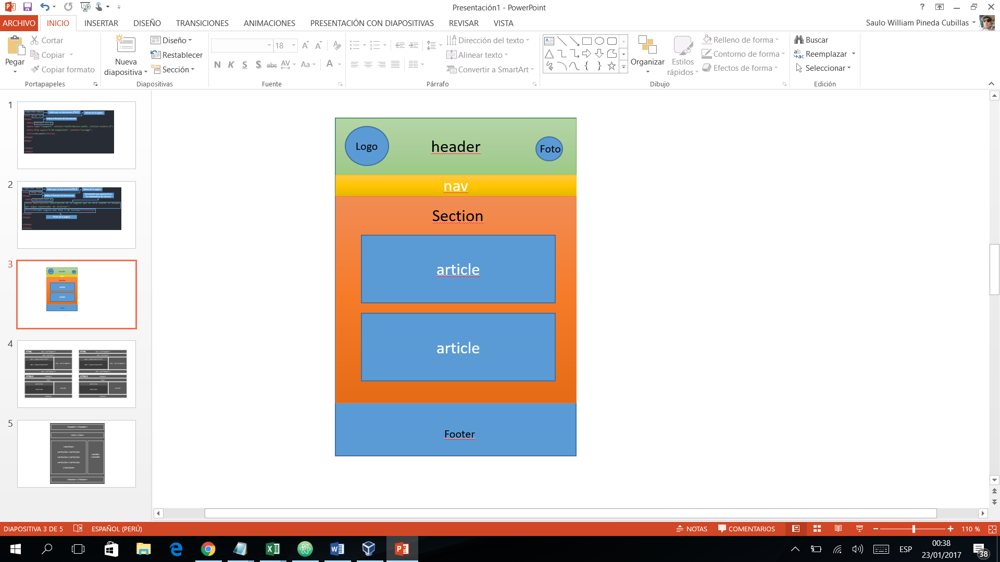 Presentación1 - PowerPoint
ARCHIVO INICIO INSERTAR DISEÑO TRANSICIONES ANIMACIONES PRESENTACIÓN CON DIAPOSITIVAS REVISAR VISTA Saulo William Pineda Cubillas
Pegar
Cortar
Copiar
Copiar formato
Portapapeles
Nueva
diapositiva
Diseño
Restablecer
Sección
Diapositivas
18
N K S S abc AV Aa A
Fuente
Dirección del texto
Alinear texto
Convertir a SmartArt
Párrafo
Organizar
Estilos
rápidos
Relleno de forma
Contorno de forma
Efectos de forma
Dibujo
Buscar
Reemplazar
Seleccionar
Edición
1
2
3
4
5
Logo
header
Foto
nav
Section
article
article
Footer
DIAPOSITIVA 3 DE 5 ESPAÑOL (PERÚ) NOTAS COMENTARIOS 110 %
ESP
00:38
23/01/2017
38